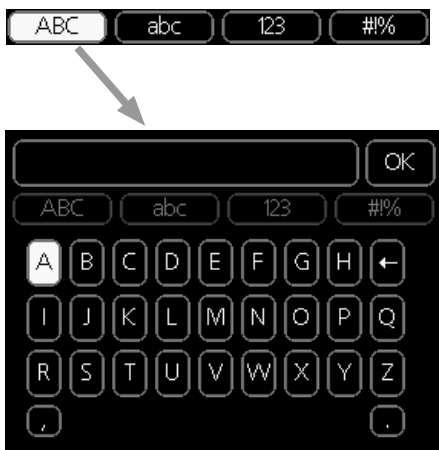 ABC abc 123 #!%
OK
ABC abc 123 #!%
A B C D E F G H ←
I J K L M N O P Q
R S T U V W X Y Z
, .